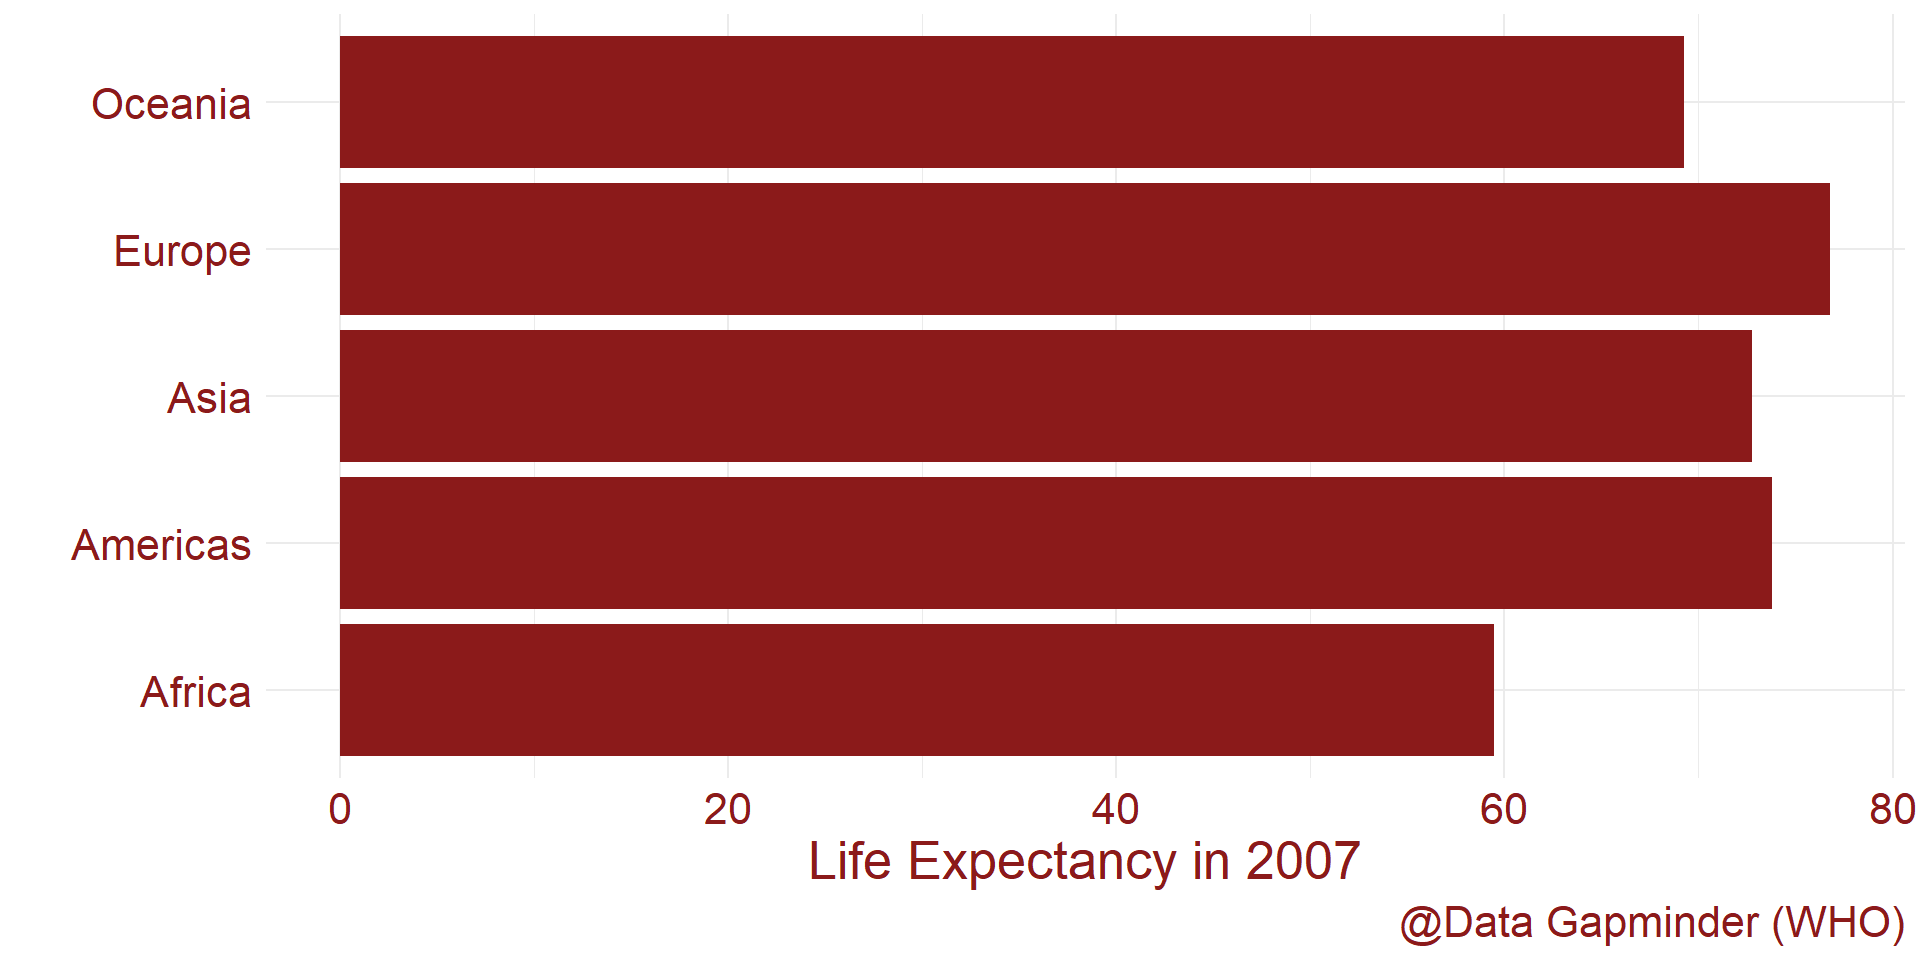 Oceania
Europe
Asia
Americas
Africa
0 20 40 60 80
Life Expectancy in 2007
@Data Gapminder (WHO)